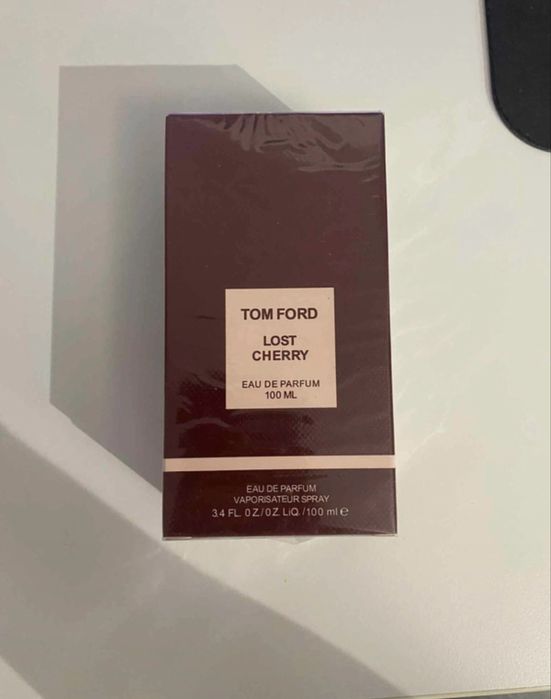 TOM FORD
LOST
CHERRY
EAU DE PARFUM
100 ML
EAU DE PARFUM
VAPORISATEUR SPRAY
3.4 FL. OZ./OZ. LiQ. / 100 ml e